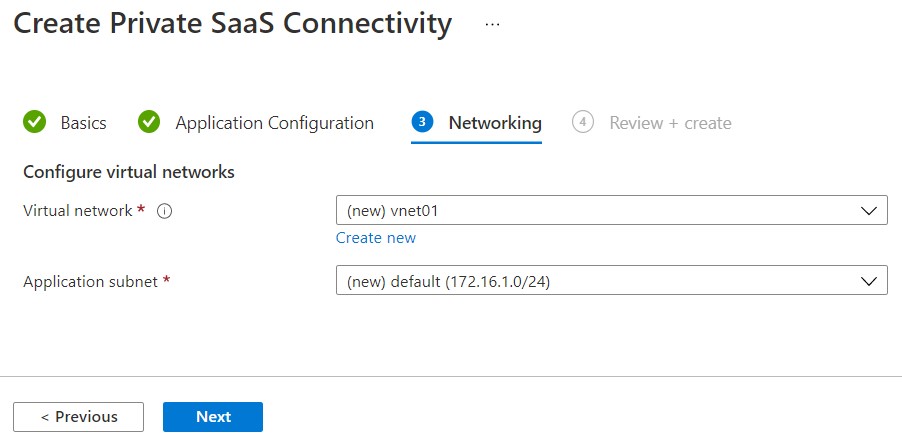 Create Private SaaS Connectivity ...
Basics Application Configuration 3 Networking 4 Review + create
Configure virtual networks
Virtual network * i (new) vnet01
Create new
Application subnet * (new) default (172.16.1.0/24)
< Previous Next